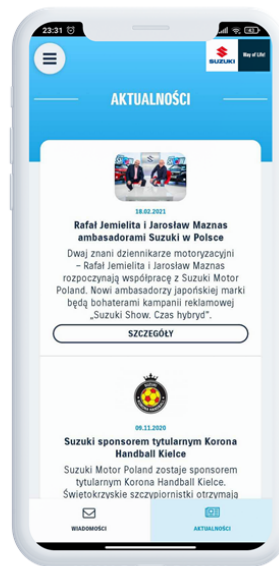 23:31
SUZUKI
Way of Life!
AKTUALNOŚCI
18.02.2021
Rafał Jemielita i Jarosław Maznas
ambasadorami Suzuki w Polsce
Dwaj znani dziennikarze motoryzacyjni
– Rafał Jemielita i Jarosław Maznas
rozpoczynają współpracę z Suzuki Motor
Poland. Nowi ambasadorzy japońskiej marki
będą bohaterami kampanii reklamowej
„Suzuki Show. Czas hybryd”.
SZCZEGÓŁY
09.11.2020
Suzuki sponsorem tytularnym Korona
Handball Kielce
Suzuki Motor Poland zostaje sponsorem
tytularnym Korona Handball Kielce.
Świętokrzyskie szczypiornistki otrzymają
WIADOMOŚCI
AKTUALNOŚCI